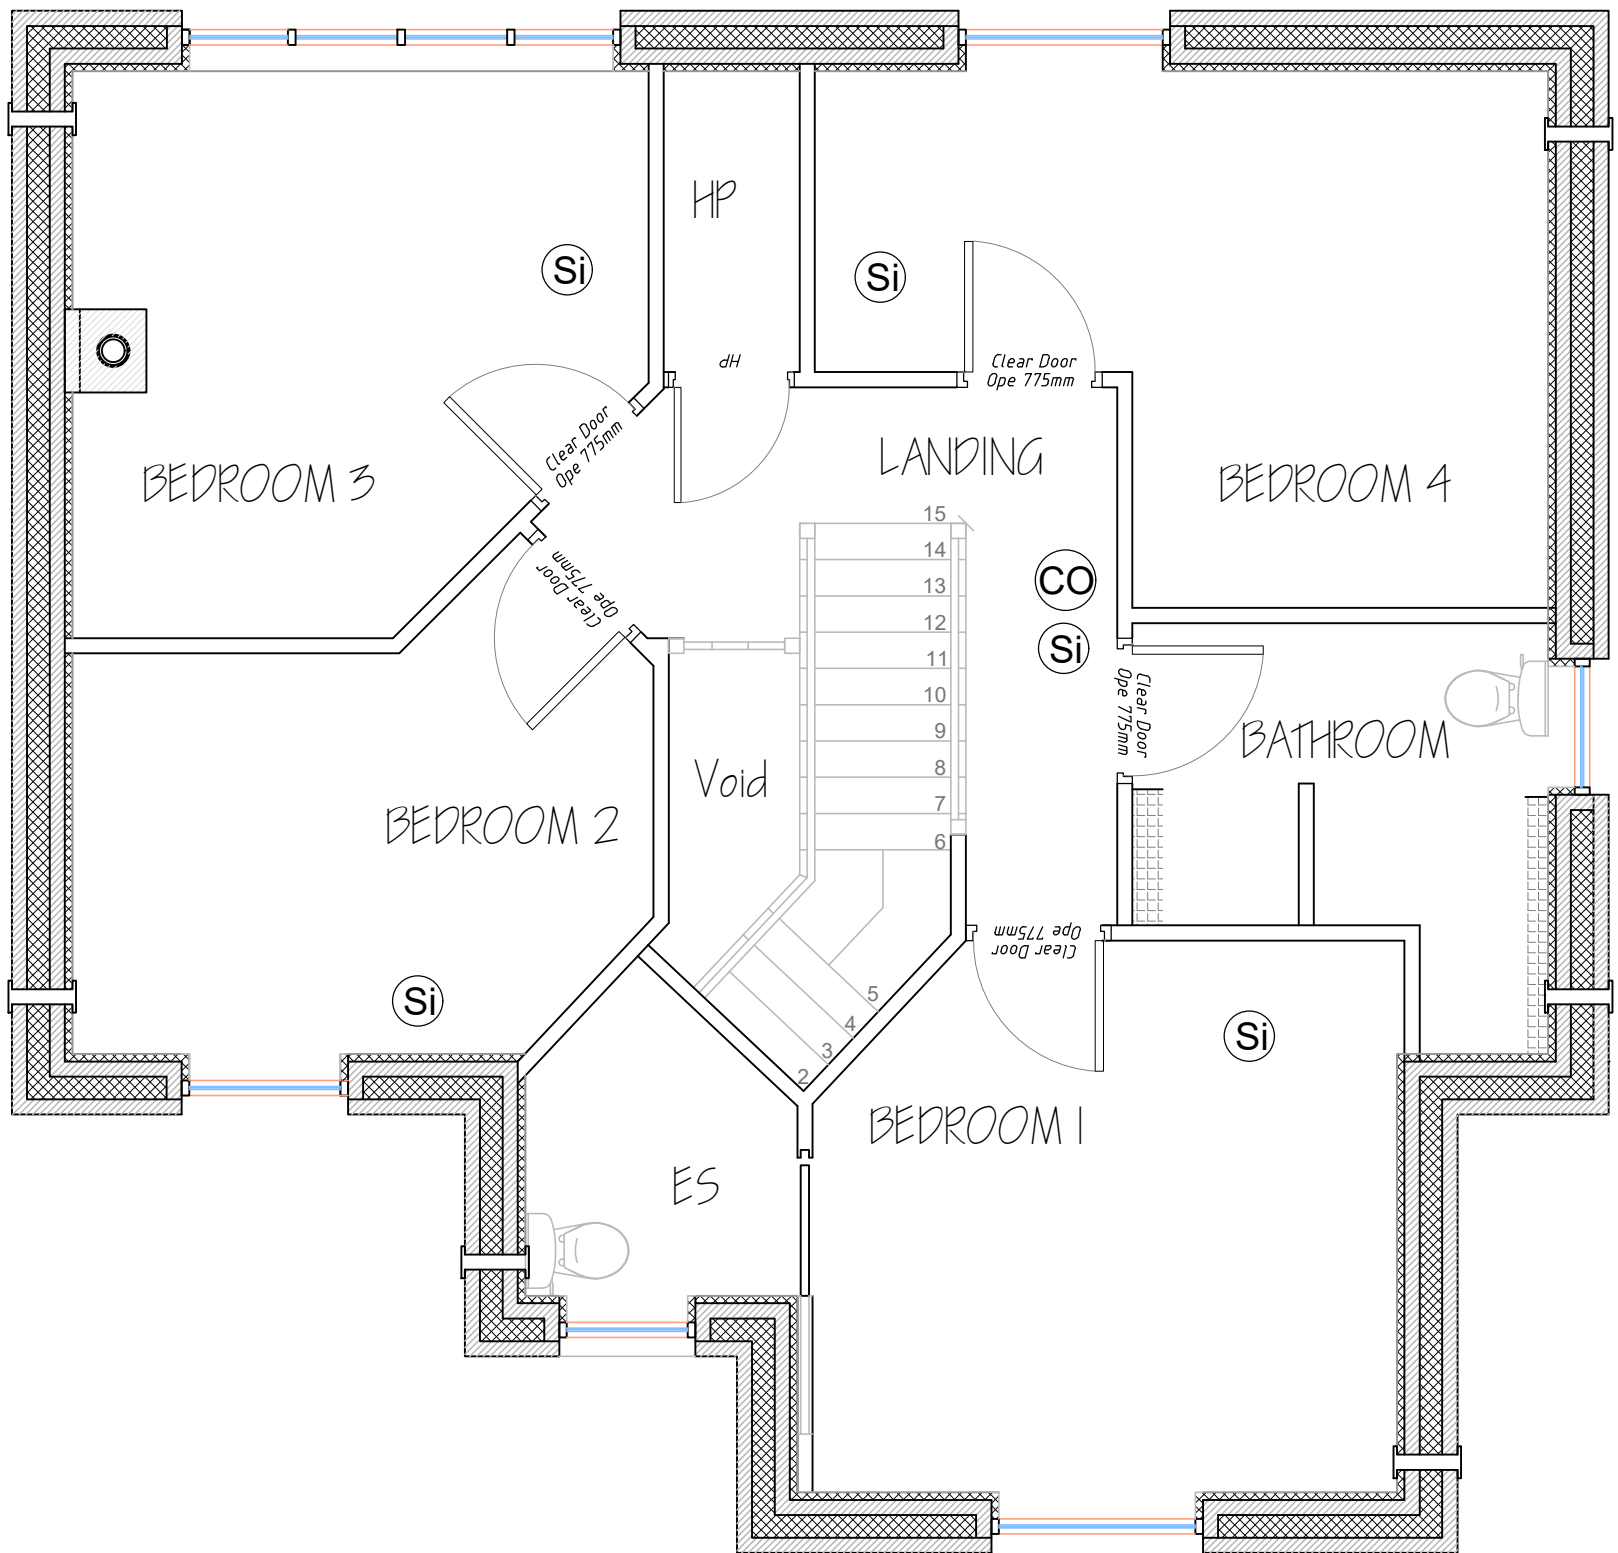 HP
Si
Si
HP
Clear Door
Ope 775mm
Clear Door
Ope 775mm
LANDING
BEDROOM 3
BEDROOM 4
15
14
13
12
11
10
9
8
7
6
5
4
3
2
Clear Door
Ope 775mm
CO
Si
Clear Door
Ope 775mm
BATHROOM
Void
BEDROOM 2
Clear Door
Ope 775mm
Si
Si
BEDROOM 1
ES